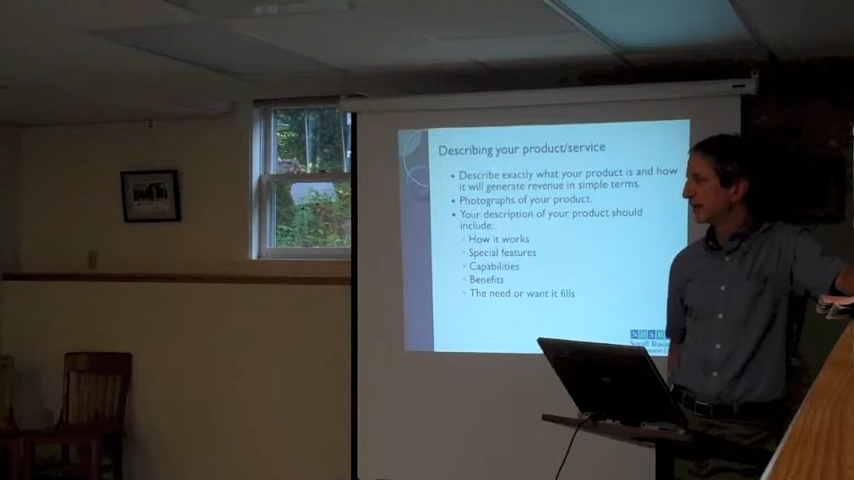 Describing your product/service
• Describe exactly what your product is and how
it will generate revenue in simple terms.
• Photographs of your product.
• Your description of your product should
include:
How it works
Special features
Capabilities
Benefits
The need or want it fills
Small